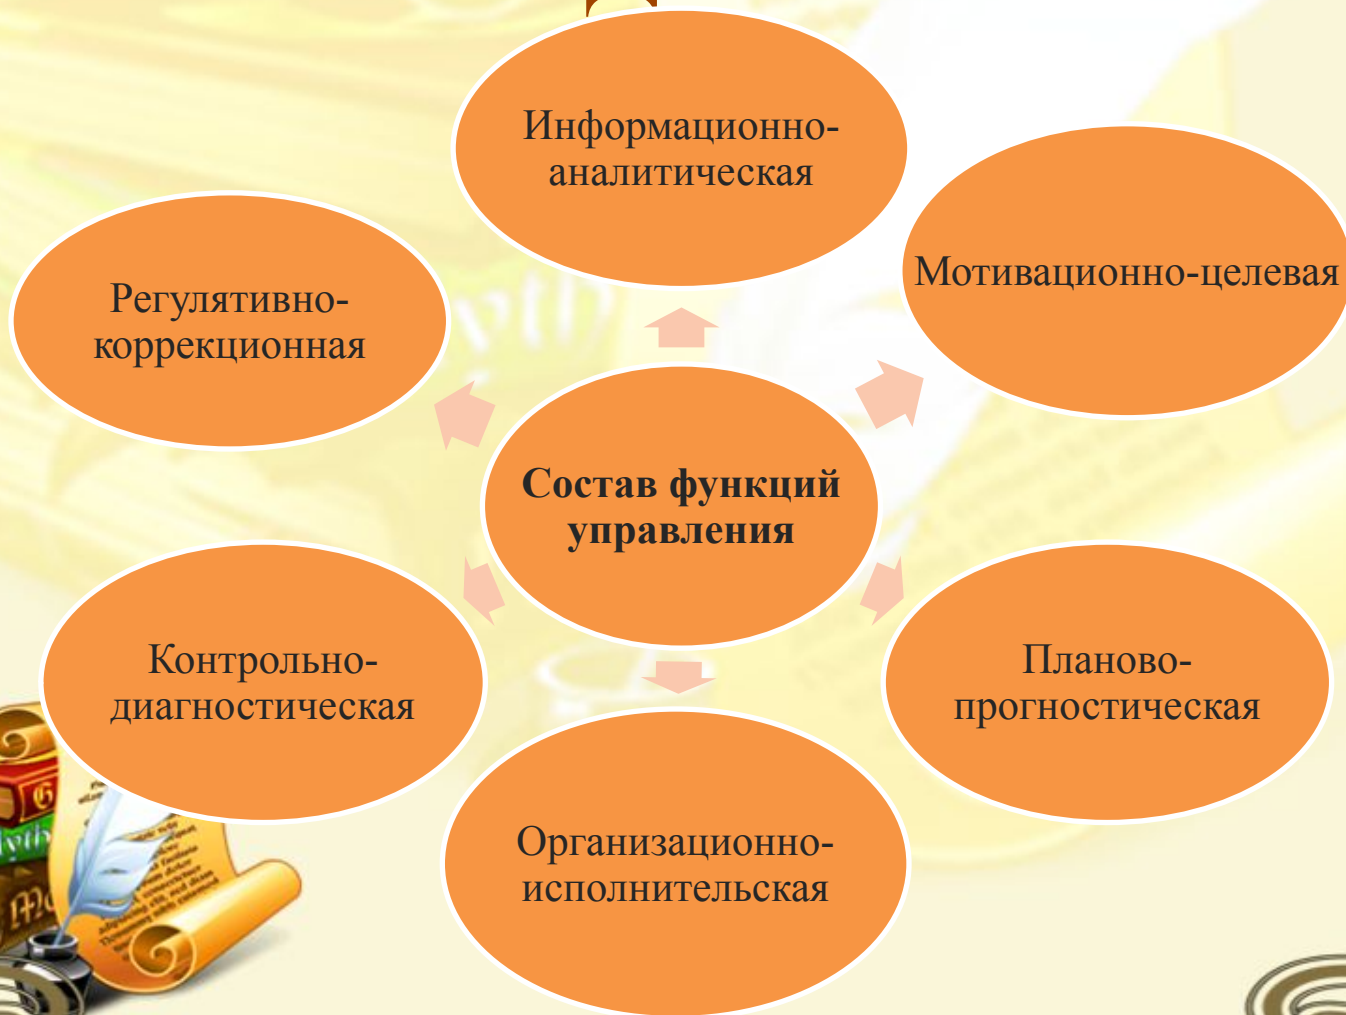 Информационно-
аналитическая
Мотивационно-целевая
Регулятивно-
коррекционная
Состав функций
управления
Контрольно-
диагностическая
Планово-
прогностическая
Организационно-
исполнительская